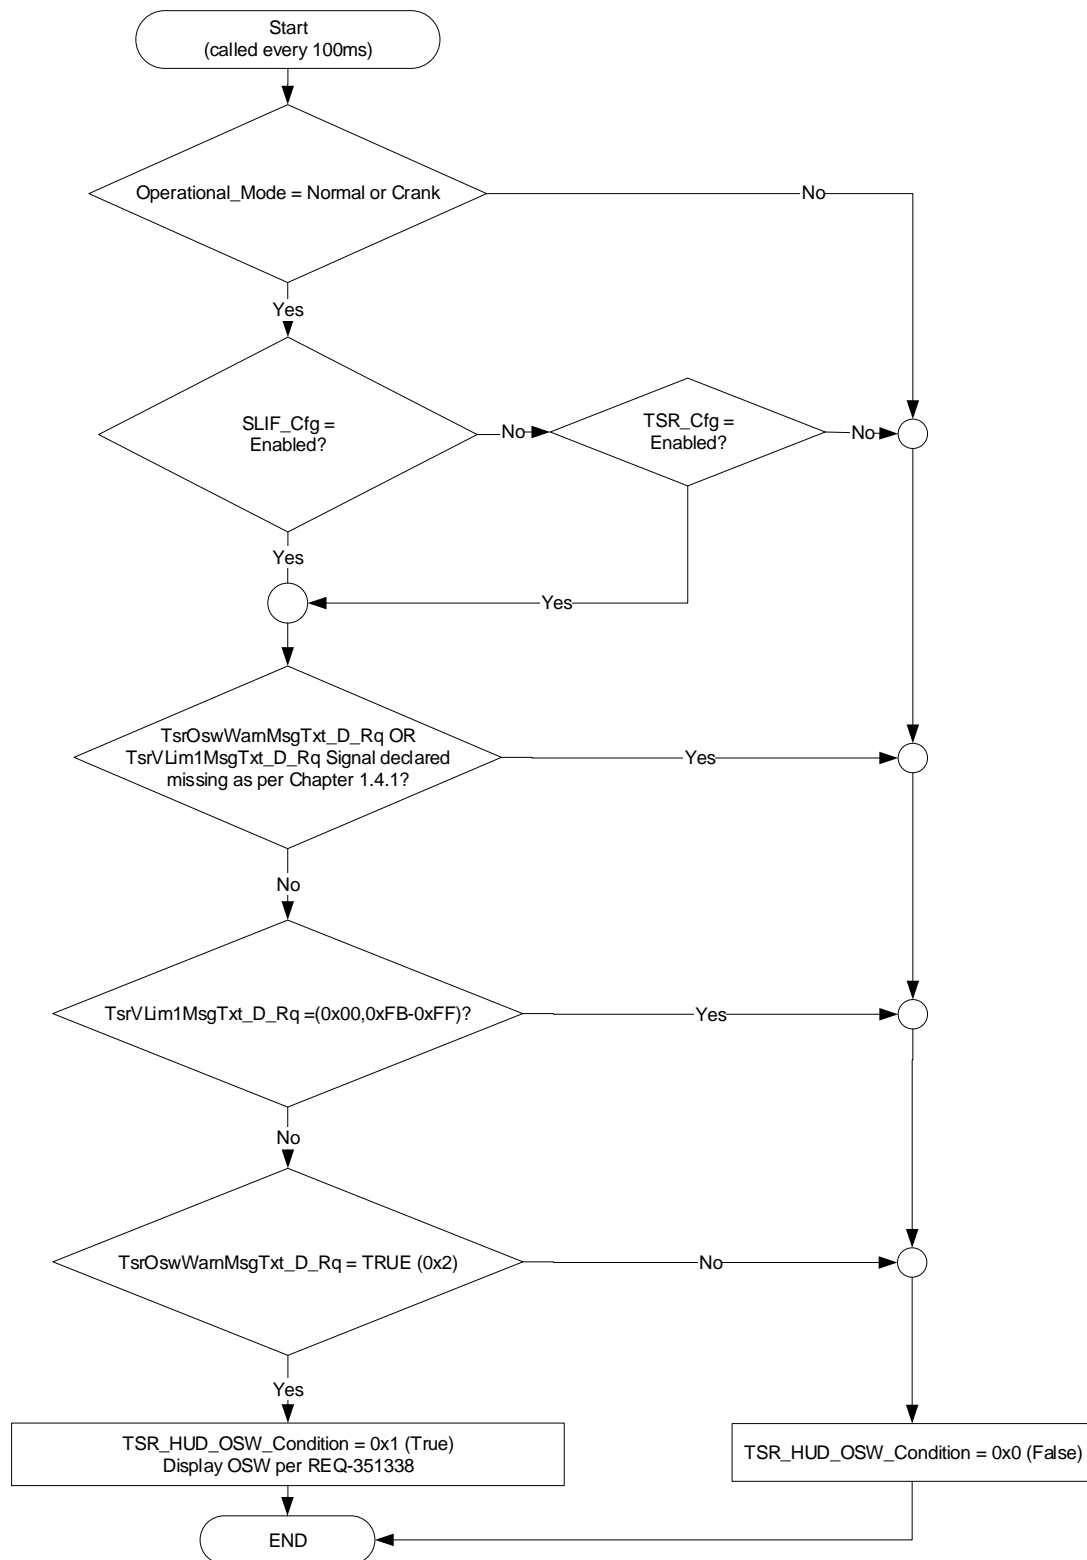 Start
(called every 100ms)
Operational_Mode = Normal or Crank
No
Yes
SLIF_Cfg =
Enabled?
No
TSR_Cfg =
Enabled?
No
Yes
Yes
TsrOswWarnMsgTxt_D_Rq OR
TsrVLim1MsgTxt_D_Rq Signal declared
missing as per Chapter 1.4.1?
Yes
No
TsrVLim1MsgTxt_D_Rq =(0x00,0xFB-0xFF)?
Yes
No
TsrOswWarnMsgTxt_D_Rq = TRUE (0x2)
No
Yes
TSR_HUD_OSW_Condition = 0x1 (True)
Display OSW per REQ-351338
TSR_HUD_OSW_Condition = 0x0 (False)
END